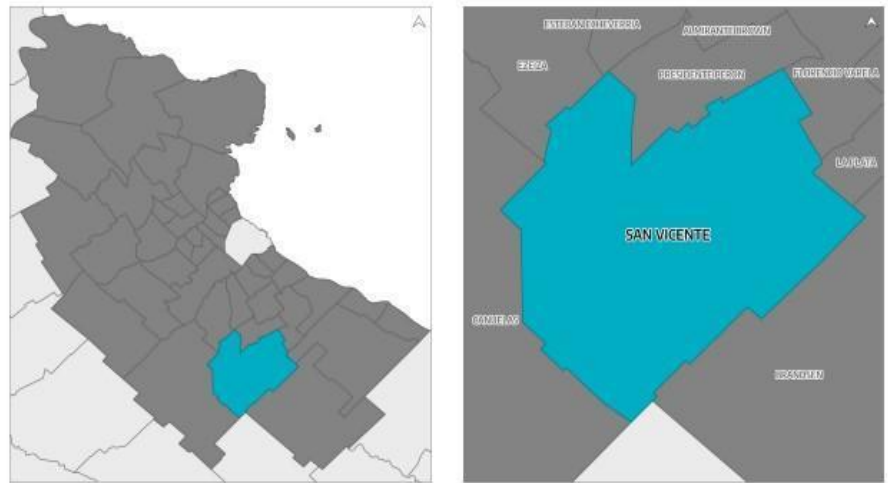 ESTEBAN ECHEVERRIA
ALMIRANTE BROWN
EZEIZA
PRESIDENTE PERON
FLORENCIO VARELA
LA PLATA
SAN VICENTE
CAÑUELAS
BRANDSEN